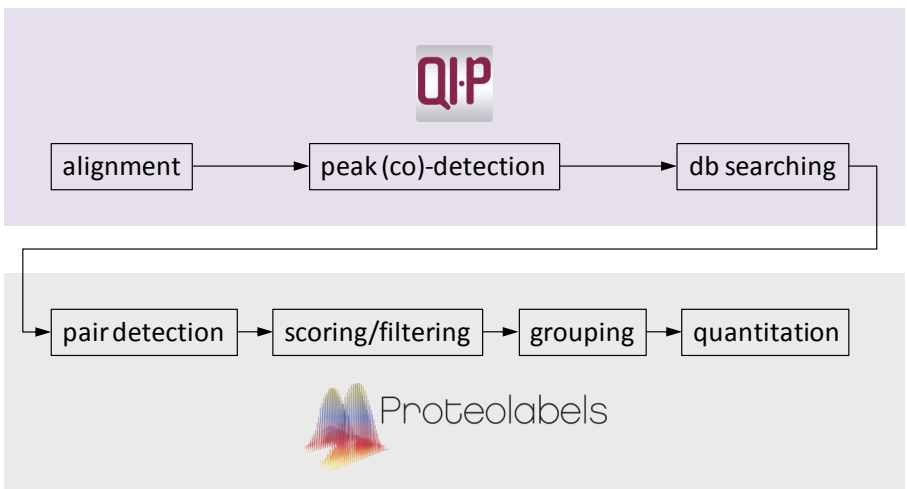 QI·P
alignment
peak (co)-detection
db searching
pair detection
scoring/filtering
grouping
quantitation
Proteolabels